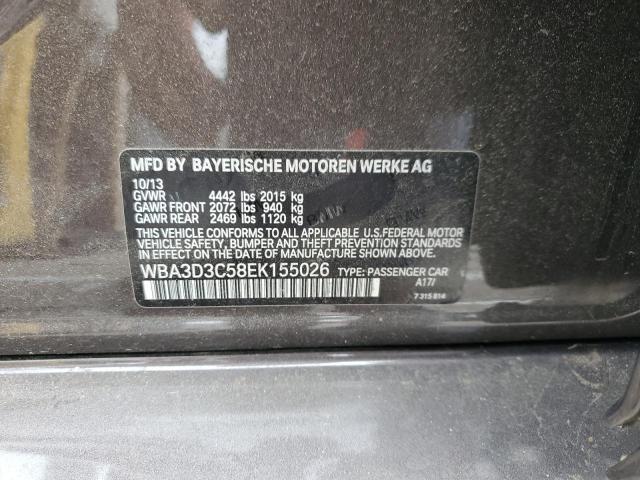 MFD BY BAYERISCHE MOTOREN WERKE AG
10/13
GVWR 4442 lbs 2015 kg
GAWR FRONT 2072 lbs 940 kg
GAWR REAR 2469 lbs 1120 kg
THIS VEHICLE CONFORMS TO ALL APPLICABLE U.S.FEDERAL MOTOR
VEHICLE SAFETY, BUMPER, AND THEFT PREVENTION STANDARDS IN
EFFECT ON THE DATE OF MANUFACTURE SHOWN ABOVE.
WBA3D3C58EK155026 TYPE: PASSENGER CAR
A17/
7 315 814